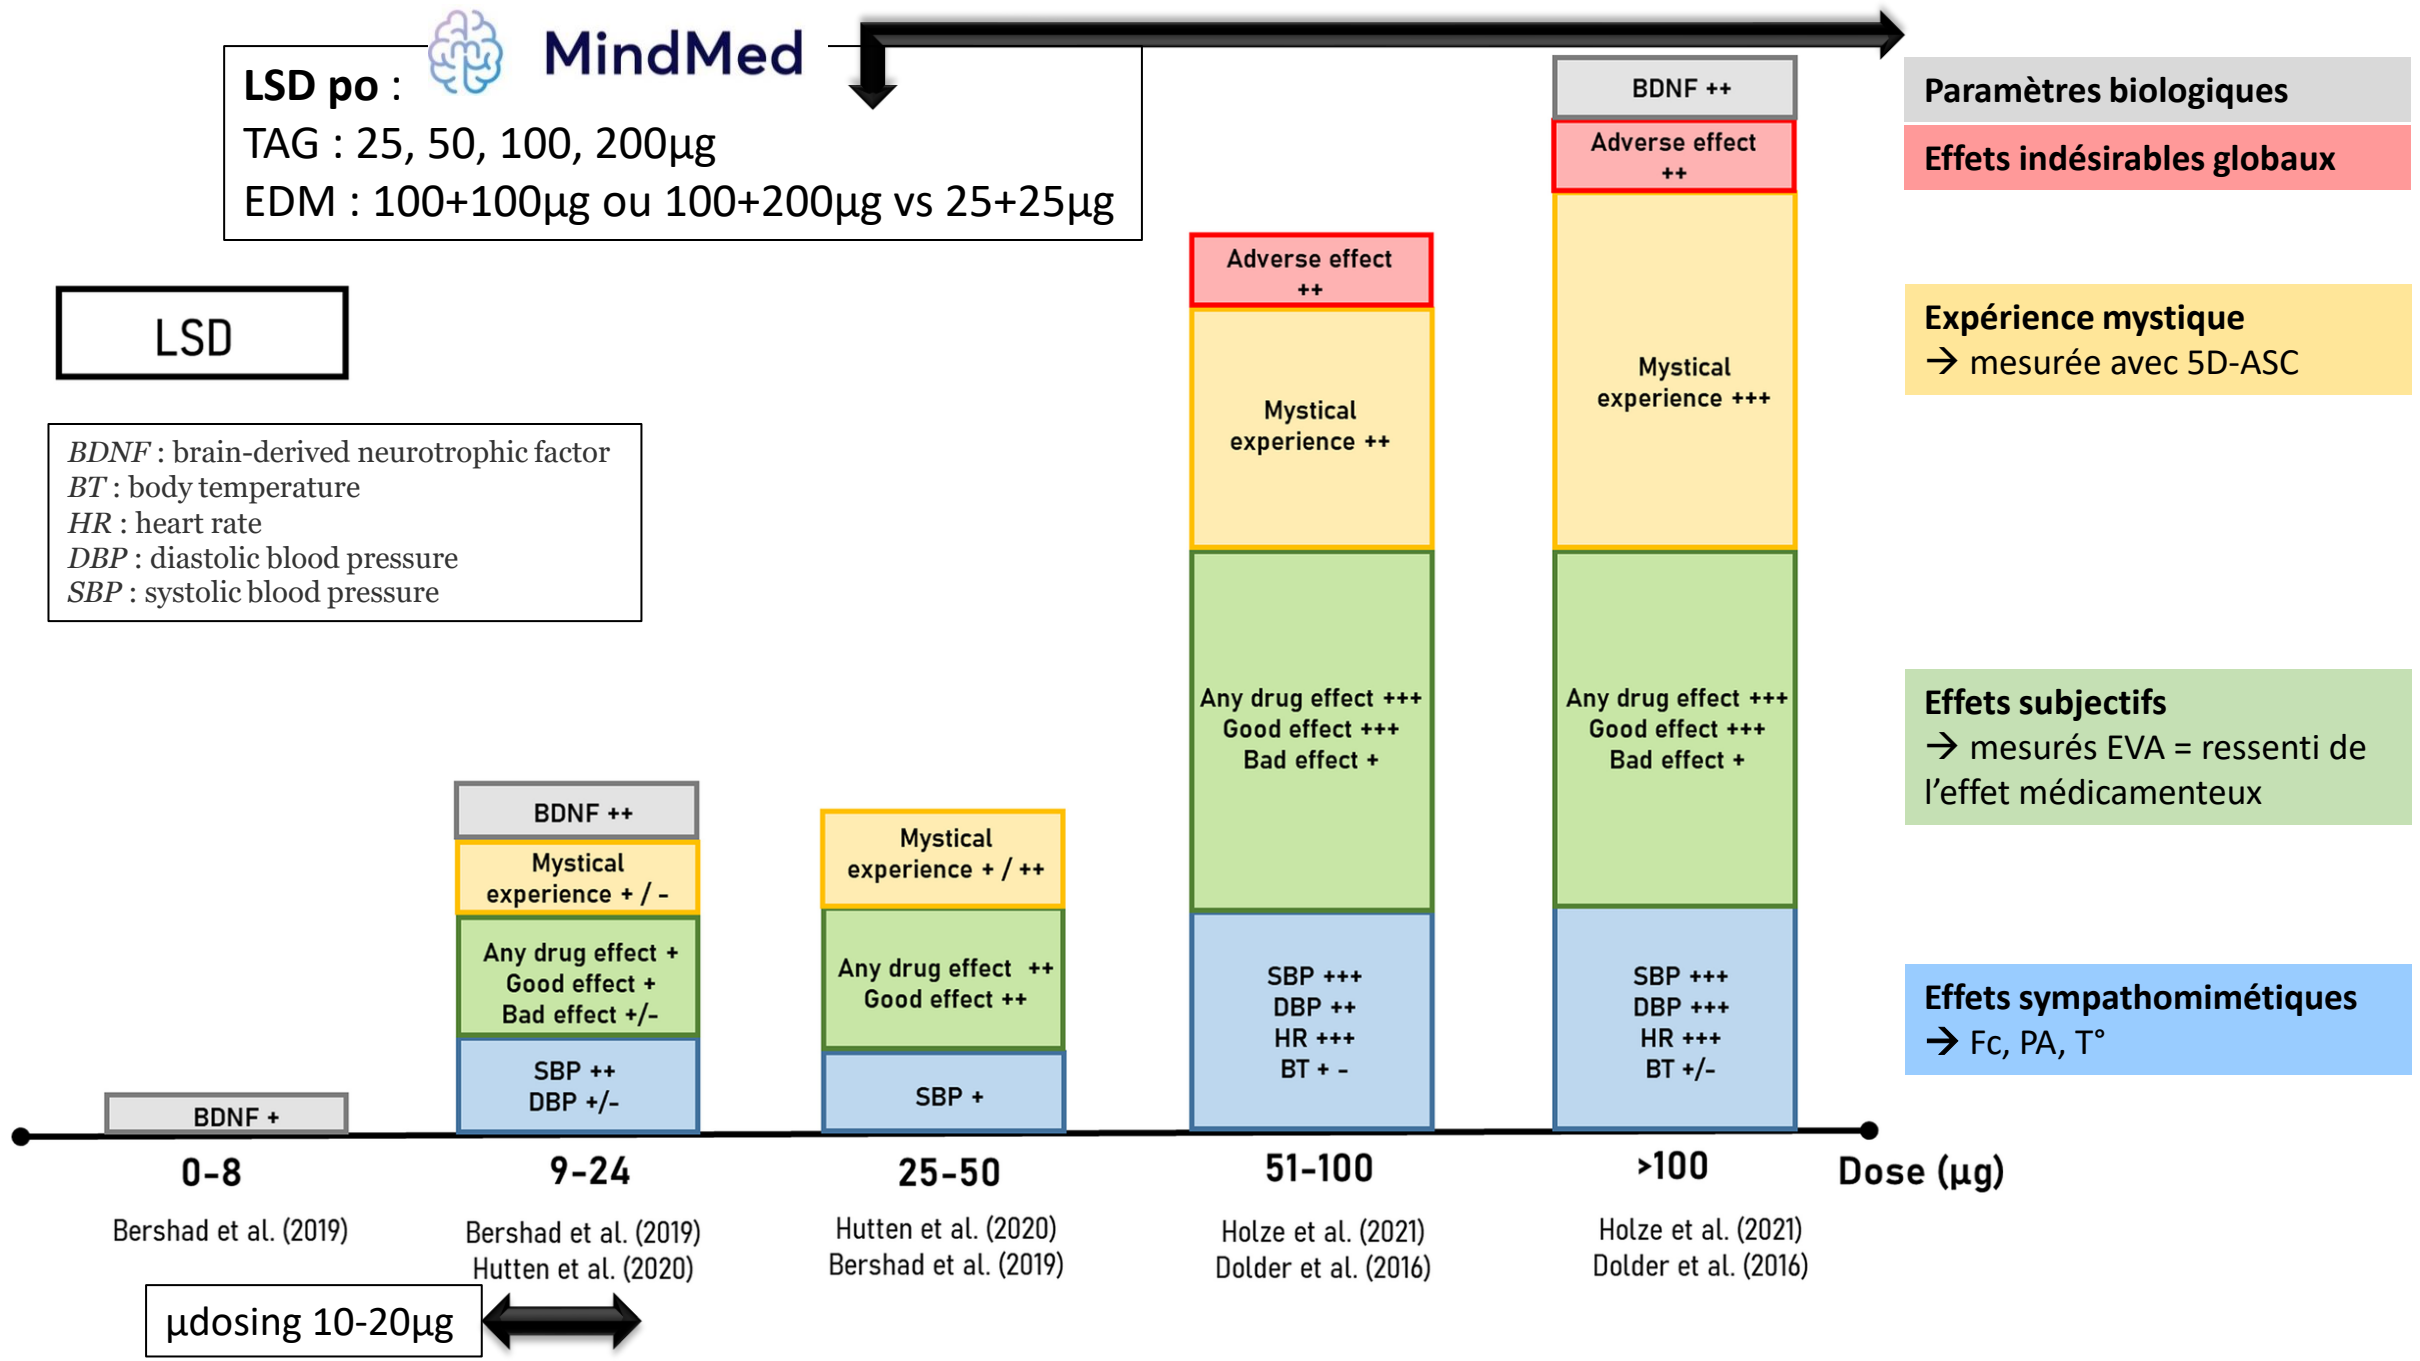 MindMed
LSD po :
TAG : 25, 50, 100, 200µg
EDM : 100+100µg ou 100+200µg vs 25+25µg
LSD
BDNF : brain-derived neurotrophic factor
BT : body temperature
HR : heart rate
DBP : diastolic blood pressure
SBP : systolic blood pressure
BDNF +
BDNF ++
Mystical
experience + / -
Any drug effect +
Good effect +
Bad effect +/-
SBP ++
DBP +/-
Mystical
experience + / ++
Any drug effect ++
Good effect ++
SBP +
Adverse effect
++
Mystical
experience ++
Any drug effect +++
Good effect +++
Bad effect +
SBP +++
DBP ++
HR +++
BT + -
BDNF ++
Adverse effect
++
Mystical
experience +++
Any drug effect +++
Good effect +++
Bad effect +
SBP +++
DBP +++
HR +++
BT +/-
Paramètres biologiques
Effets indésirables globaux
Expérience mystique
→ mesurée avec 5D-ASC
Effets subjectifs
→ mesurés EVA = ressenti de
l’effet médicamenteux
Effets sympathomimétiques
→ Fc, PA, T°
0-8
9-24
25-50
51-100
>100
Dose (µg)
Bershad et al. (2019)
Bershad et al. (2019)
Hutten et al. (2020)
Hutten et al. (2020)
Bershad et al. (2019)
Holze et al. (2021)
Dolder et al. (2016)
Holze et al. (2021)
Dolder et al. (2016)
µdosing 10-20µg